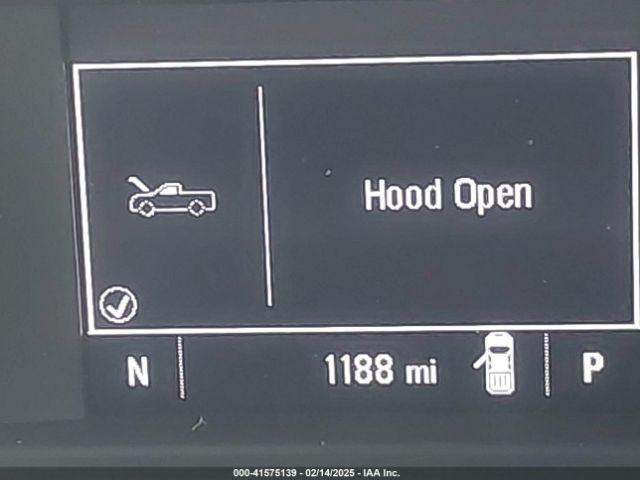 Hood Open
N 1188 mi P
000-41575139 - 02/14/2025 - IAA Inc.